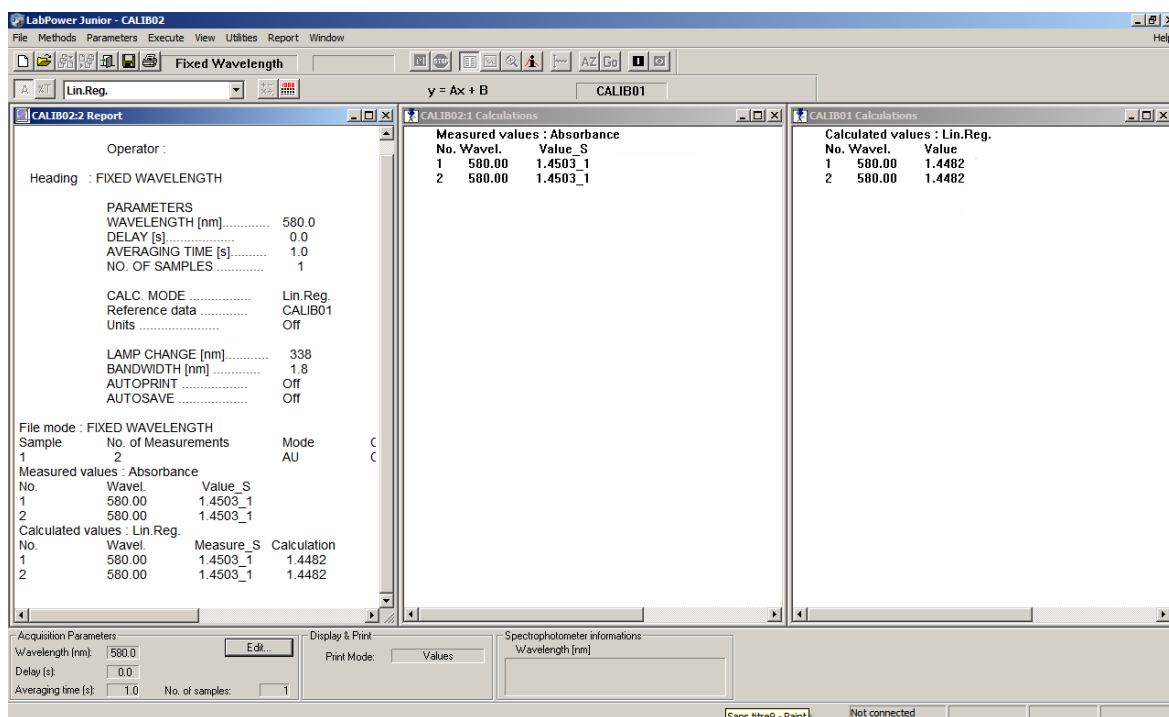 LabPower Junior - CALIB02
File Methods Parameters Execute View Utilities Report Window Help
Fixed Wavelength STOP AZ Go
A %T Lin.Reg. y = Ax + B CALIB01
CALIB02:2 Report
Operator :
Heading : FIXED WAVELENGTH
PARAMETERS
WAVELENGTH [nm]............. 580.0
DELAY [s]................... 0.0
AVERAGING TIME [s].......... 1.0
NO. OF SAMPLES ............. 1
CALC. MODE ................. Lin.Reg.
Reference data ............. CALIB01
Units ...................... Off
LAMP CHANGE [nm]............ 338
BANDWIDTH [nm] ............. 1.8
AUTOPRINT .................. Off
AUTOSAVE ................... Off
File mode : FIXED WAVELENGTH
Sample No. of Measurements Mode C
1 2 AU C
Measured values : Absorbance
No. Wavel. Value_S
1 580.00 1.4503_1
2 580.00 1.4503_1
Calculated values : Lin.Reg.
No. Wavel. Measure_S Calculation
1 580.00 1.4503_1 1.4482
2 580.00 1.4503_1 1.4482
CALIB02:1 Calculations
Measured values : Absorbance
No. Wavel. Value_S
1 580.00 1.4503_1
2 580.00 1.4503_1
CALIB01 Calculations
Calculated values : Lin.Reg.
No. Wavel. Value
1 580.00 1.4482
2 580.00 1.4482
Acquisition Parameters
Wavelength (nm): 580.0 Edit...
Delay (s): 0.0
Averaging time (s): 1.0 No. of samples: 1
Display & Print
Print Mode: Values
Spectrophotometer informations
Wavelength [nm]
Sans titre9 - Paint Not connected